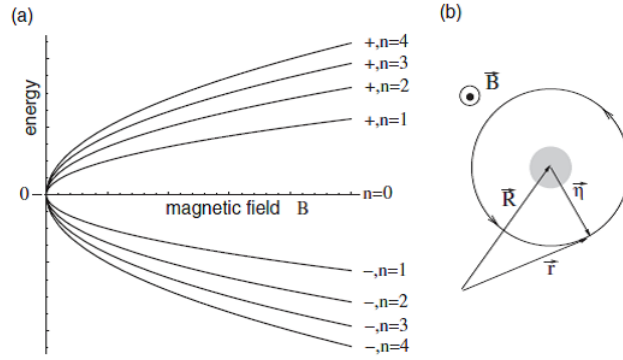 (a)
energy
+,n=4
+,n=3
+,n=2
+,n=1
0
n=0
magnetic field B
−,n=1
−,n=2
−,n=3
−,n=4
(b)
B⃗
R⃗
η⃗
r⃗